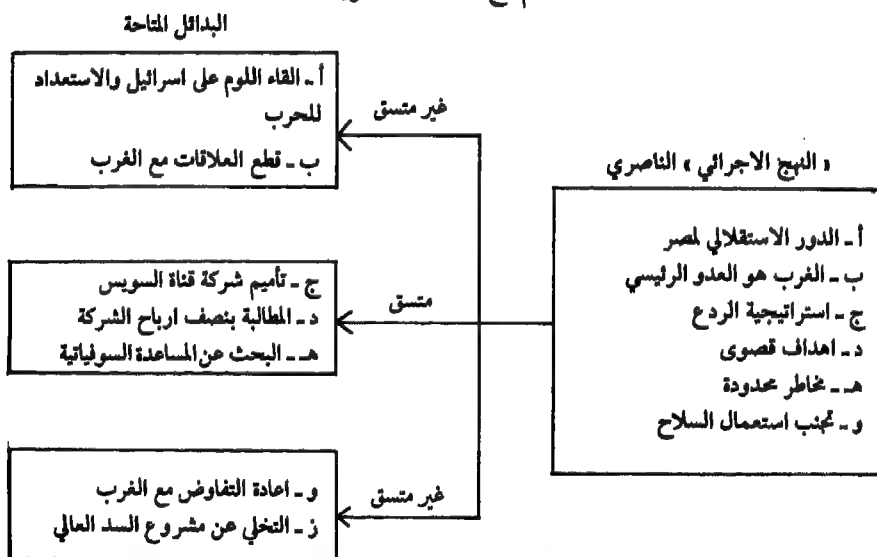 البدائل المتاحة
أ ـ القاء اللوم على اسرائيل والاستعداد
للحرب
ب ـ قطع العلاقات مع الغرب
غير متسق
« النهج الاجرائي » الناصري
أ ـ الدور الاستقلالي لمصر
ب ـ الغرب هو العدو الرئيسي
ج ـ استراتيجية الردع
د ـ اهداف قصوى
هـ ـ مخاطر محدودة
و ـ تجنب استعمال السلاح
ج ـ تأميم شركة قناة السويس
د ـ المطالبة بنصف ارباح الشركة
هـ ـ البحث عن المساعدة السوفياتية
متسق
و ـ اعادة التفاوض مع الغرب
ز ـ التخلي عن مشروع السد العالي
غير متسق